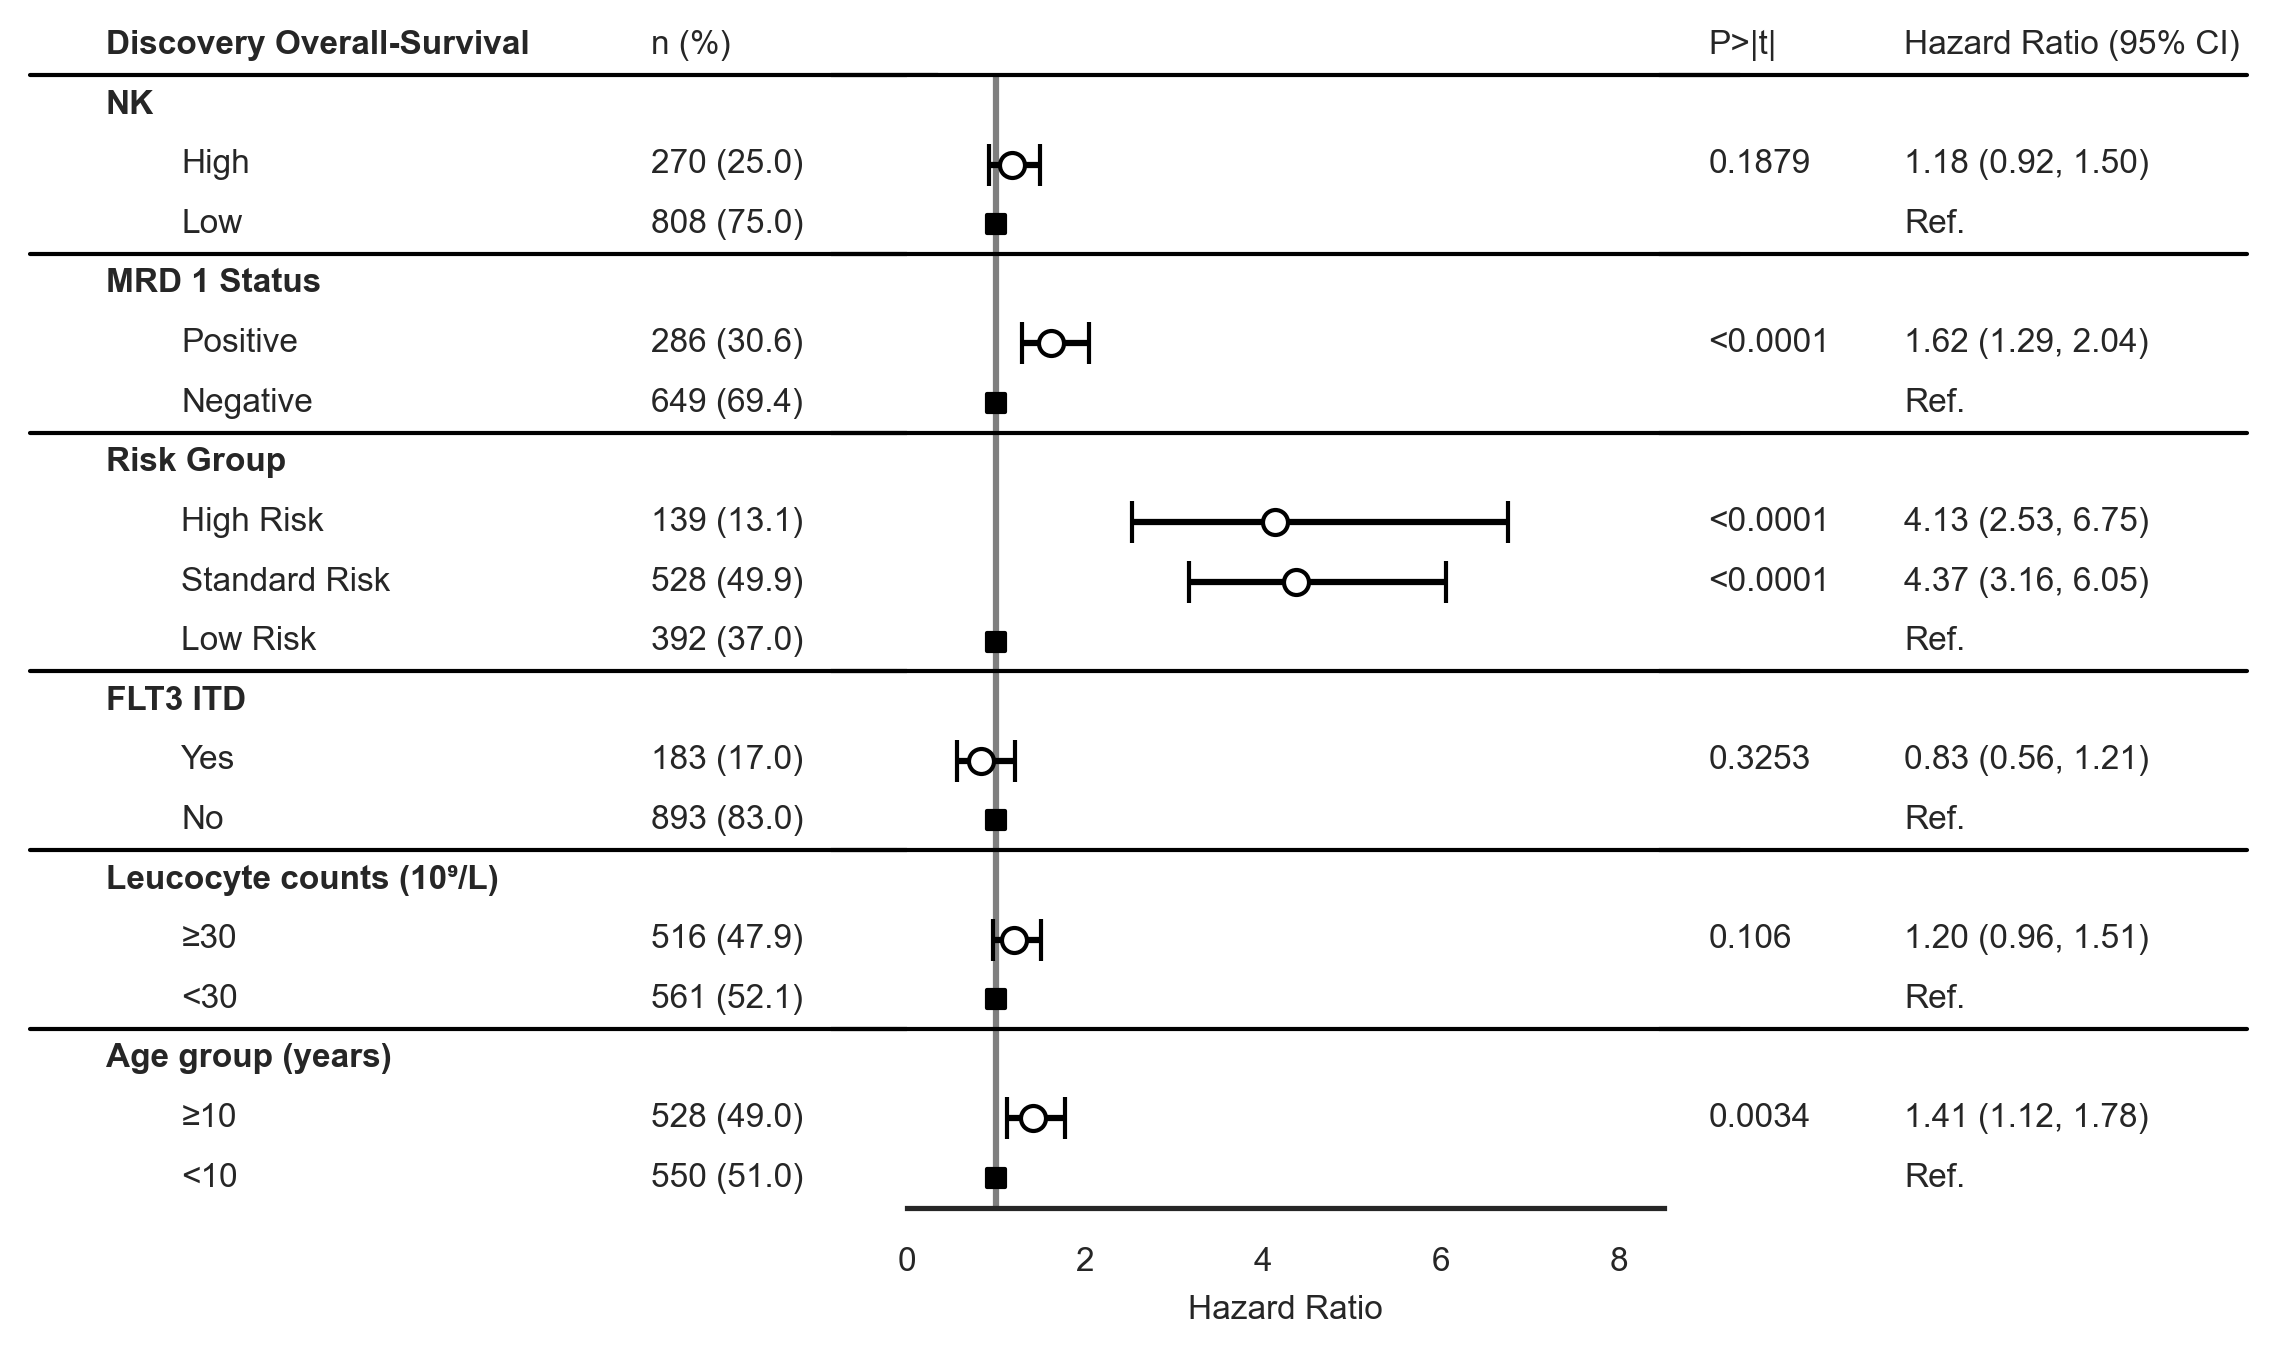 Discovery Overall-Survival n (%) P>|t| Hazard Ratio (95% CI)
NK
High 270 (25.0) 0.1879 1.18 (0.92, 1.50)
Low 808 (75.0) Ref.
MRD 1 Status
Positive 286 (30.6) <0.0001 1.62 (1.29, 2.04)
Negative 649 (69.4) Ref.
Risk Group
High Risk 139 (13.1) <0.0001 4.13 (2.53, 6.75)
Standard Risk 528 (49.9) <0.0001 4.37 (3.16, 6.05)
Low Risk 392 (37.0) Ref.
FLT3 ITD
Yes 183 (17.0) 0.3253 0.83 (0.56, 1.21)
No 893 (83.0) Ref.
Leucocyte counts (10⁹/L)
≥30 516 (47.9) 0.106 1.20 (0.96, 1.51)
<30 561 (52.1) Ref.
Age group (years)
≥10 528 (49.0) 0.0034 1.41 (1.12, 1.78)
<10 550 (51.0) Ref.
0 2 4 6 8
Hazard Ratio